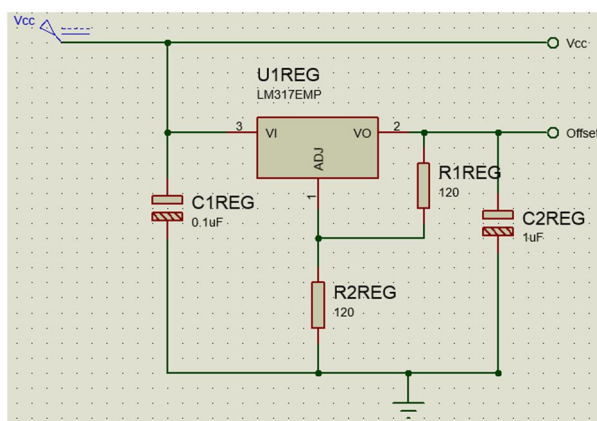 Vcc
Vcc
U1REG
LM317EMP
3
VI
VO
2
Offset
ADJ
1
R1REG
120
C1REG
0.1uF
C2REG
1uF
R2REG
120